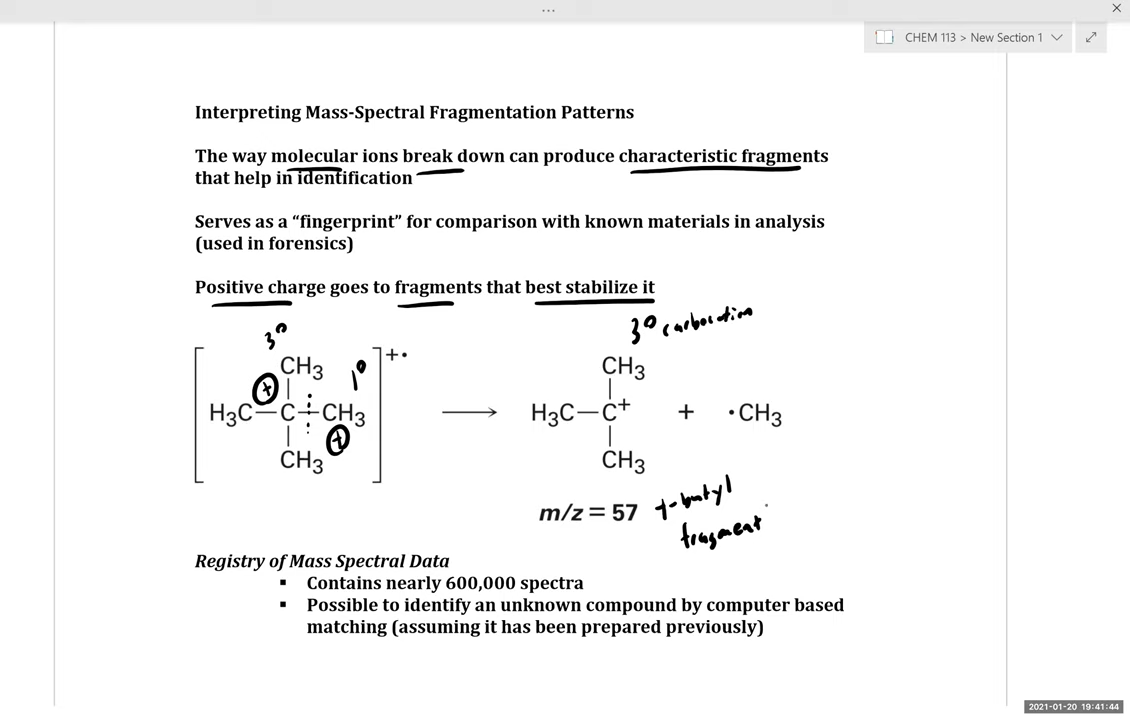 ...
CHEM 113 > New Section 1
Interpreting Mass-Spectral Fragmentation Patterns
The way molecular ions break down can produce characteristic fragments
that help in identification
Serves as a “fingerprint” for comparison with known materials in analysis
(used in forensics)
Positive charge goes to fragments that best stabilize it
3° carbocation
3°
CH3 1° +• CH3
+
H3C—C—CH3 H3C—C+ + •CH3
+
CH3 CH3
m/z = 57 t-butyl
fragment
Registry of Mass Spectral Data
▪ Contains nearly 600,000 spectra
▪ Possible to identify an unknown compound by computer based
matching (assuming it has been prepared previously)
2021-01-20 19:41:44